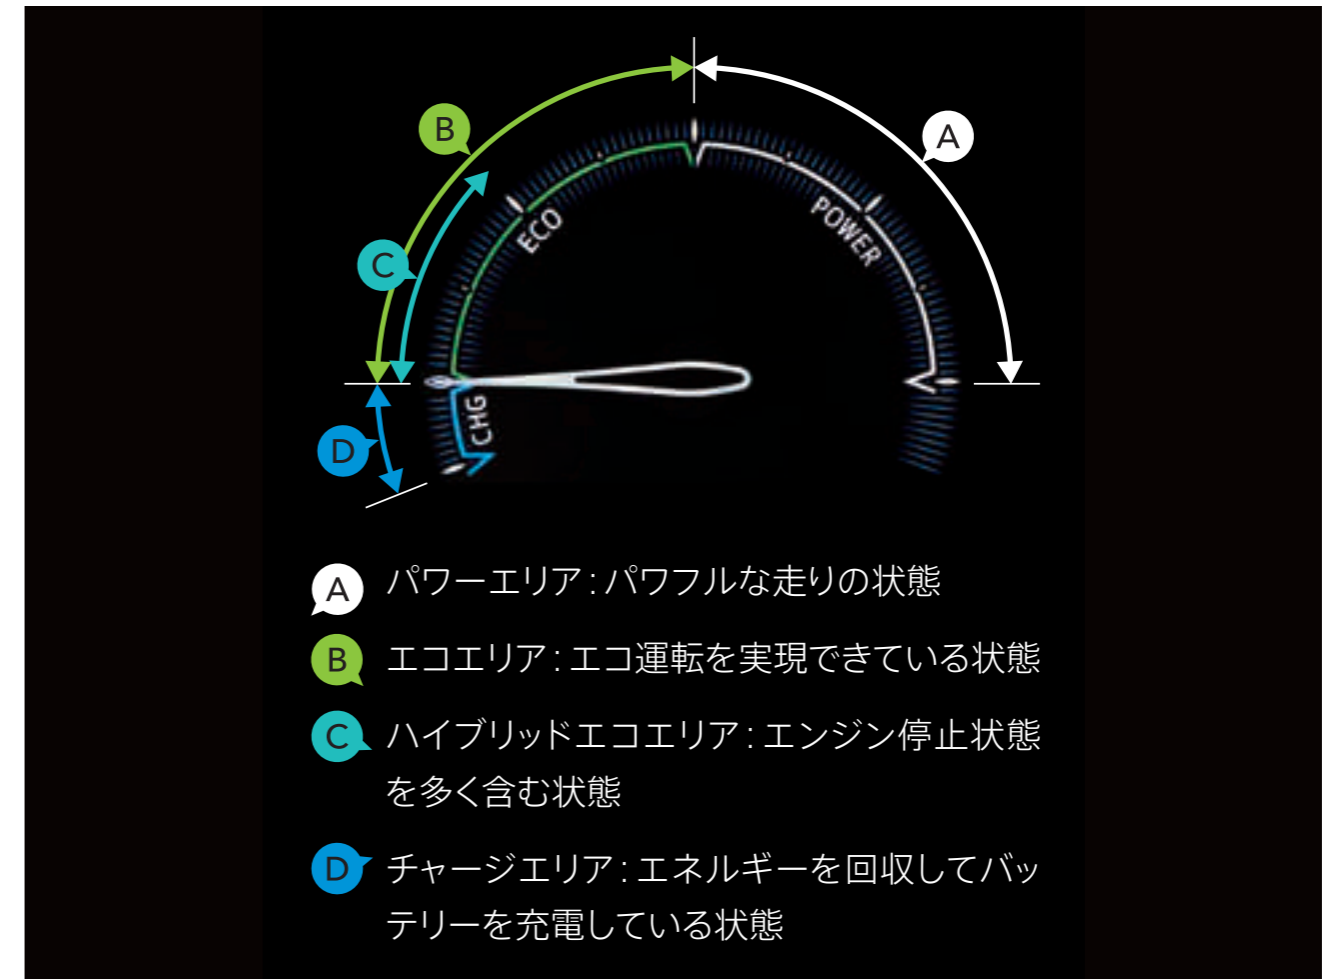 B
A
ECO
POWER
C
CHG
D
A パワーエリア:パワフルな走りの状態
B エコエリア:エコ運転を実現できている状態
C ハイブリッドエコエリア:エンジン停止状態
を多く含む状態
D チャージエリア:エネルギーを回収してバッ
テリーを充電している状態